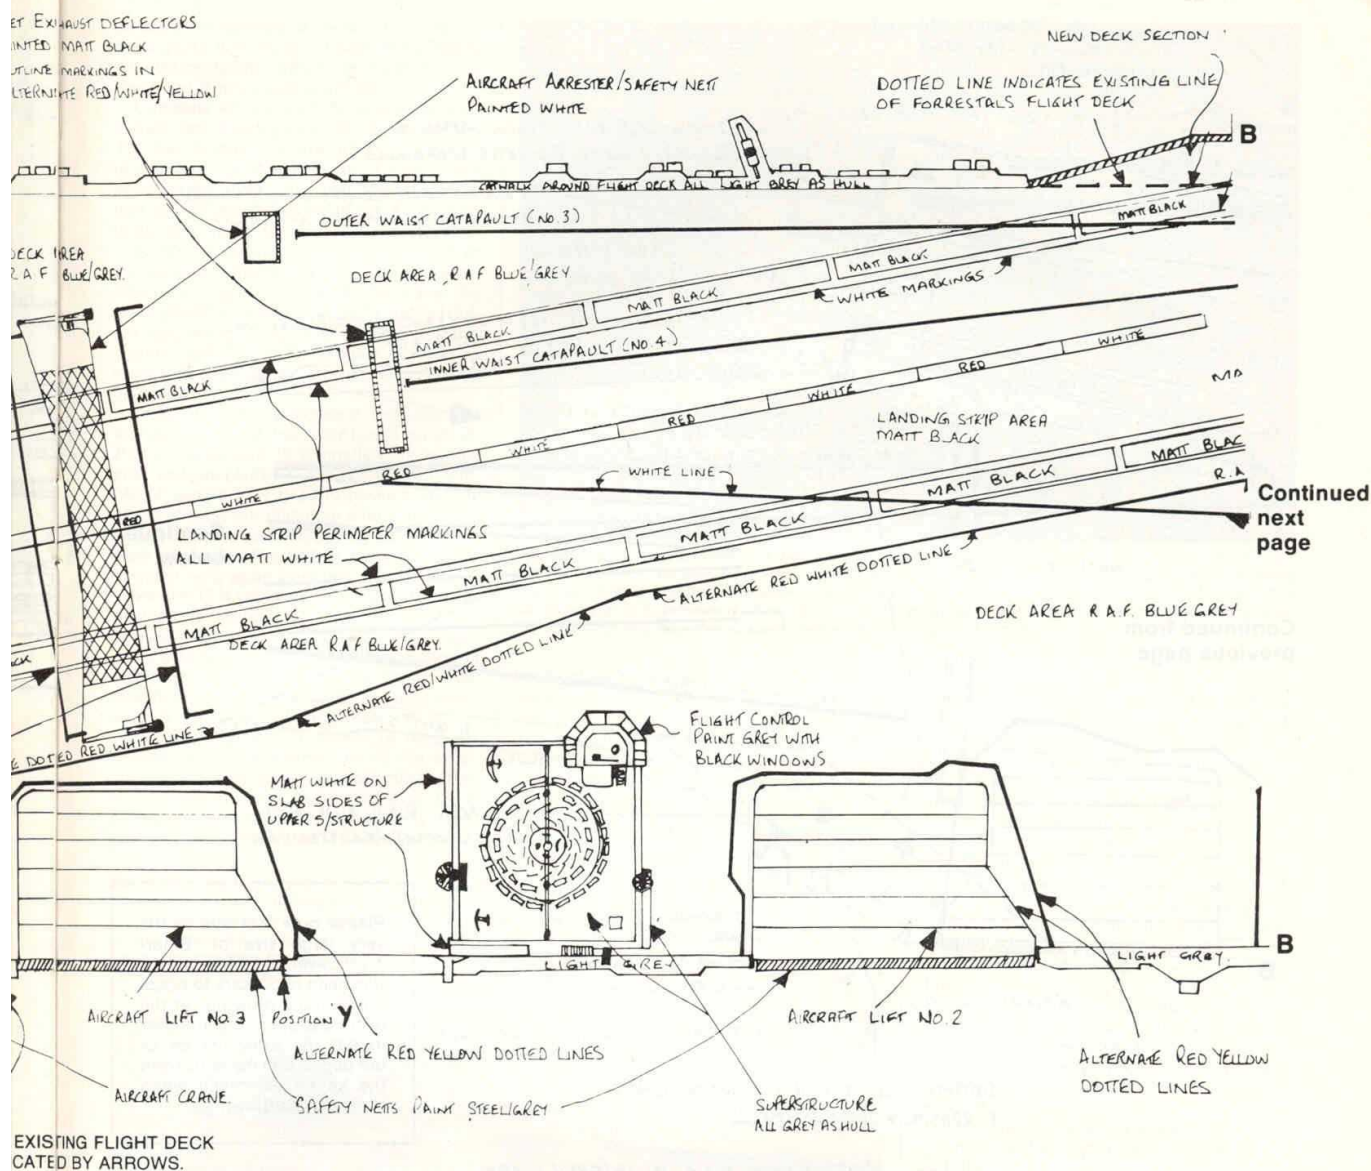 ET EXHAUST DEFLECTORS
INTED MATT BLACK
UTLINE MARKINGS IN
LTERNATE RED/WHITE/YELLOW
AIRCRAFT ARRESTER/SAFETY NETT
PAINTED WHITE
NEW DECK SECTION
DOTTED LINE INDICATES EXISTING LINE
OF FORRESTALS FLIGHT DECK
B
CATWALK AROUND FLIGHT DECK ALL LIGHT GREY AS HULL
OUTER WAIST CATAPAULT (NO.3)
MATT BLACK
DECK AREA
R A F BLUE/GREY.
DECK AREA, R A F BLUE/GREY
MATT BLACK
MATT BLACK
WHITE MARKINGS
MATT BLACK
INNER WAIST CATAPAULT (NO.4)
MATT BLACK
WHITE
RED
WHITE
RED
WHITE
RED
WHITE
RED
MA
LANDING STRIP AREA
MATT BLACK
WHITE LINE
MATT BLAC
MATT BLACK
MATT BLACK
MATT BLACK
MATT BLACK
R.A
Continued
next
page
LANDING STRIP PERIMETER MARKINGS
ALL MATT WHITE
ALTERNATE RED WHITE DOTTED LINE
DECK AREA R.A.F. BLUE GREY
DECK AREA R A F BLUE/GREY.
ACK
ALTERNATE RED/WHITE DOTTED LINE
E DOTED RED WHITE LINE
FLIGHT CONTROL
PAINT GREY WITH
BLACK WINDOWS
MATT WHITE ON
SLAB SIDES OF
UPPER S/STRUCTURE
LIGHT GREY
LIGHT GREY.
B
AIRCRAFT LIFT NO.3
POSITION Y
AIRCRAFT LIFT NO.2
ALTERNATE RED YELLOW DOTTED LINES
ALTERNATE RED YELLOW
DOTTED LINES
AIRCRAFT CRANE.
SAFETY NETTS PAINT STEEL/GREY
SUPERSTRUCTURE
ALL GREY AS HULL
EXISTING FLIGHT DECK
CATED BY ARROWS.